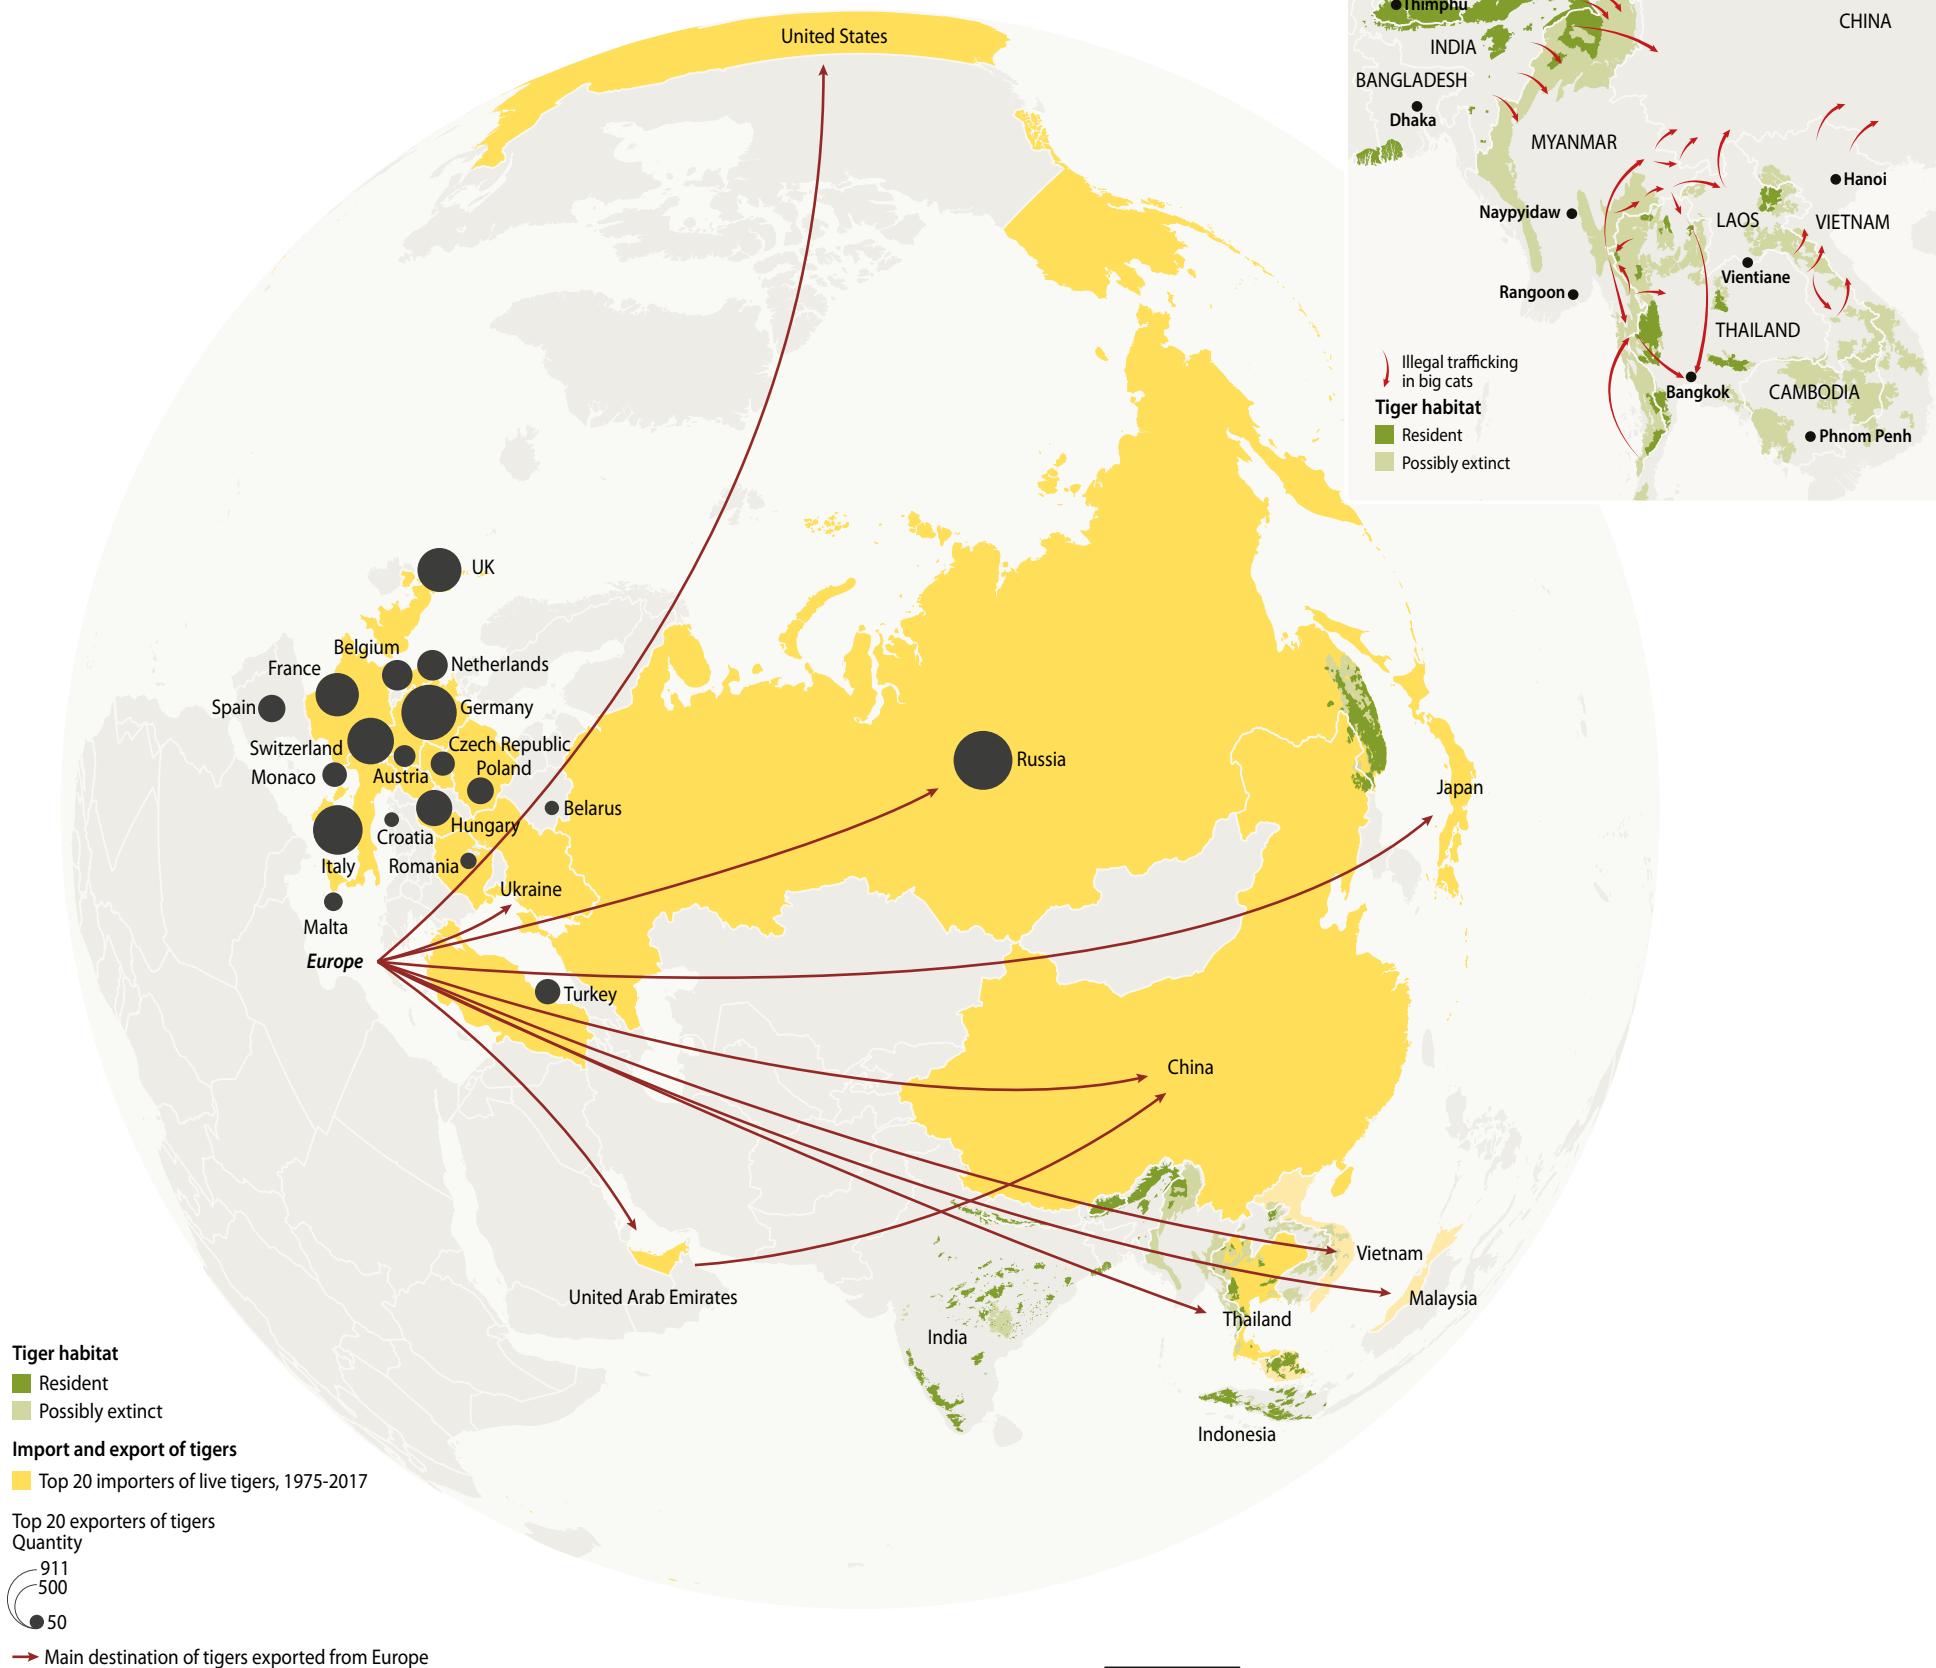 United States
UK
Belgium
Netherlands
France
Spain
Germany
Switzerland
Czech Republic
Monaco
Austria
Poland
Russia
Belarus
Croatia
Hungary
Italy
Romania
Ukraine
Malta
Europe
Turkey
Japan
China
United Arab Emirates
Vietnam
Malaysia
Thailand
India
Indonesia
Thimphu
CHINA
INDIA
BANGLADESH
Dhaka
MYANMAR
Hanoi
Naypyidaw
LAOS
VIETNAM
Vientiane
Rangoon
THAILAND
Illegal trafficking
in big cats
Bangkok
CAMBODIA
Tiger habitat
Resident
Phnom Penh
Possibly extinct
Tiger habitat
Resident
Possibly extinct
Import and export of tigers
Top 20 importers of live tigers, 1975-2017
Top 20 exporters of tigers
Quantity
911
500
50
Main destination of tigers exported from Europe